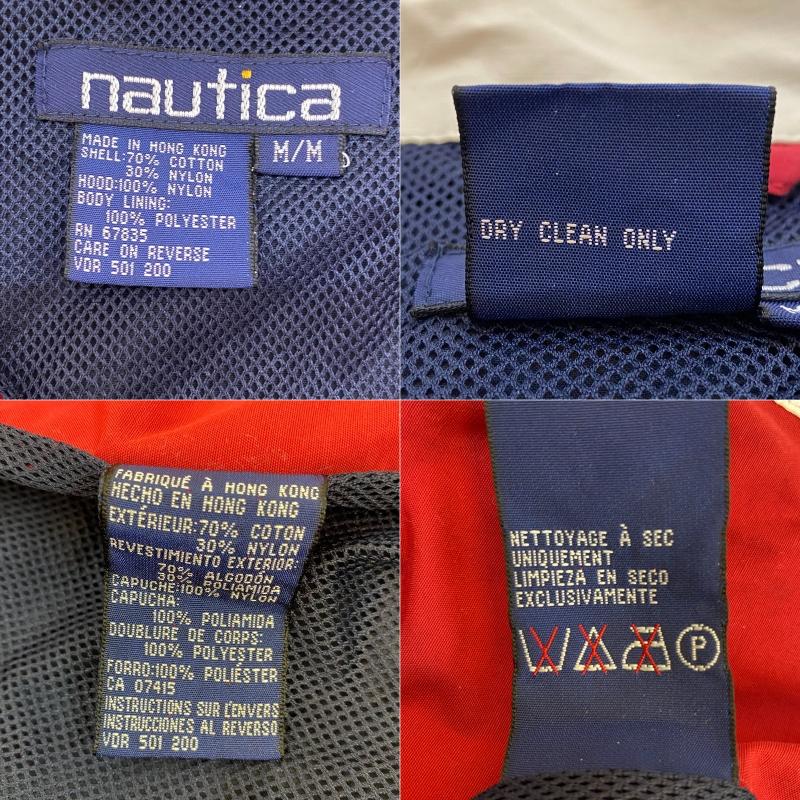 nautica
M/M
MADE IN HONG KONG
SHELL:70% COTTON
30% NYLON
HOOD:100% NYLON
BODY LINING:
100% POLYESTER
RN 67835
CARE ON REVERSE
VDR 501 200
DRY CLEAN ONLY
FABRIQUÉ À HONG KONG
HECHO EN HONG KONG
EXTÉRIEUR:70% COTON
30% NYLON
REVESTIMIENTO EXTERIOR:
70% ALGODÓN
30% POLIAMIDA
CAPUCHE:100% NYLON
CAPUCHA:
100% POLIAMIDA
DOUBLURE DE CORPS:
100% POLYESTER
FORRO:100% POLIÉSTER
CA 07415
INSTRUCTIONS SUR L'ENVERS
INSTRUCCIONES AL REVERSO
VDR 501 200
NETTOYAGE À SEC
UNIQUEMENT
LIMPIEZA EN SECO
EXCLUSIVAMENTE
P